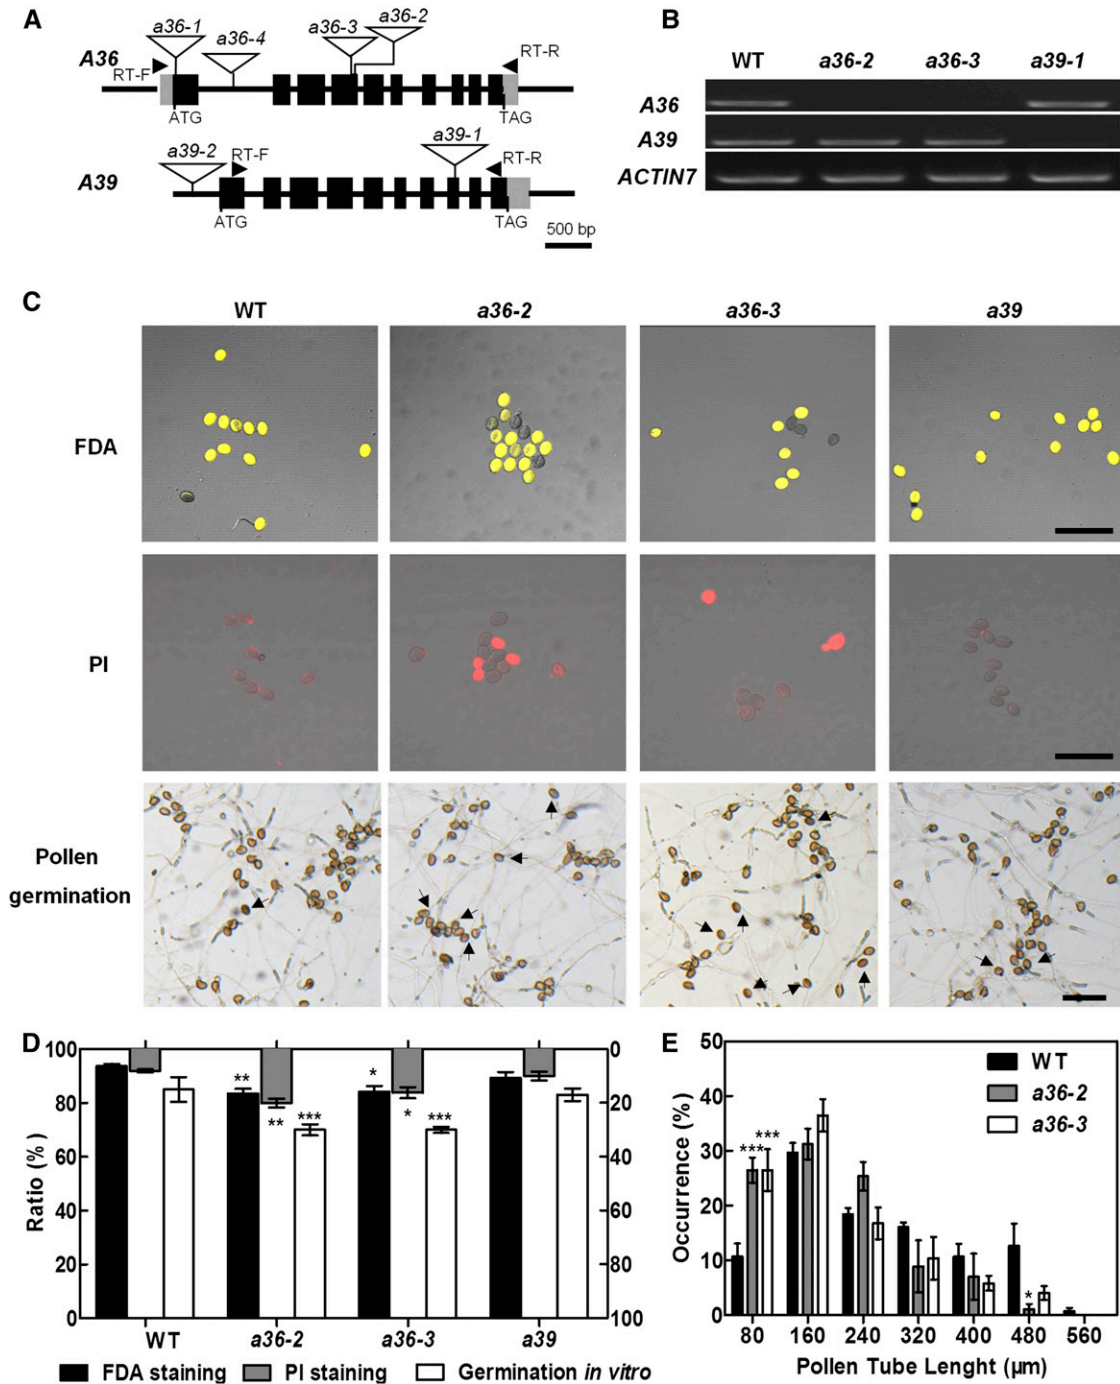 A
a36-1
a36-4
a36-3
a36-2
A36
RT-F
RT-R
ATG
TAG
a39-2
RT-F
a39-1
RT-R
A39
ATG
TAG
500 bp
B
WT a36-2 a36-3 a39-1
A36
A39
ACTIN7
C
WT a36-2 a36-3 a39
FDA
PI
Pollen
germination
D
Ratio (%)
100
80
60
40
20
0
0
20
40
60
80
100
** ** ***
* * ***
WT a36-2 a36-3 a39
FDA staining PI staining Germination in vitro
E
Occurrence (%)
50
40
30
20
10
0
WT
a36-2
a36-3
*** ***
*
80 160 240 320 400 480 560
Pollen Tube Lenght (µm)